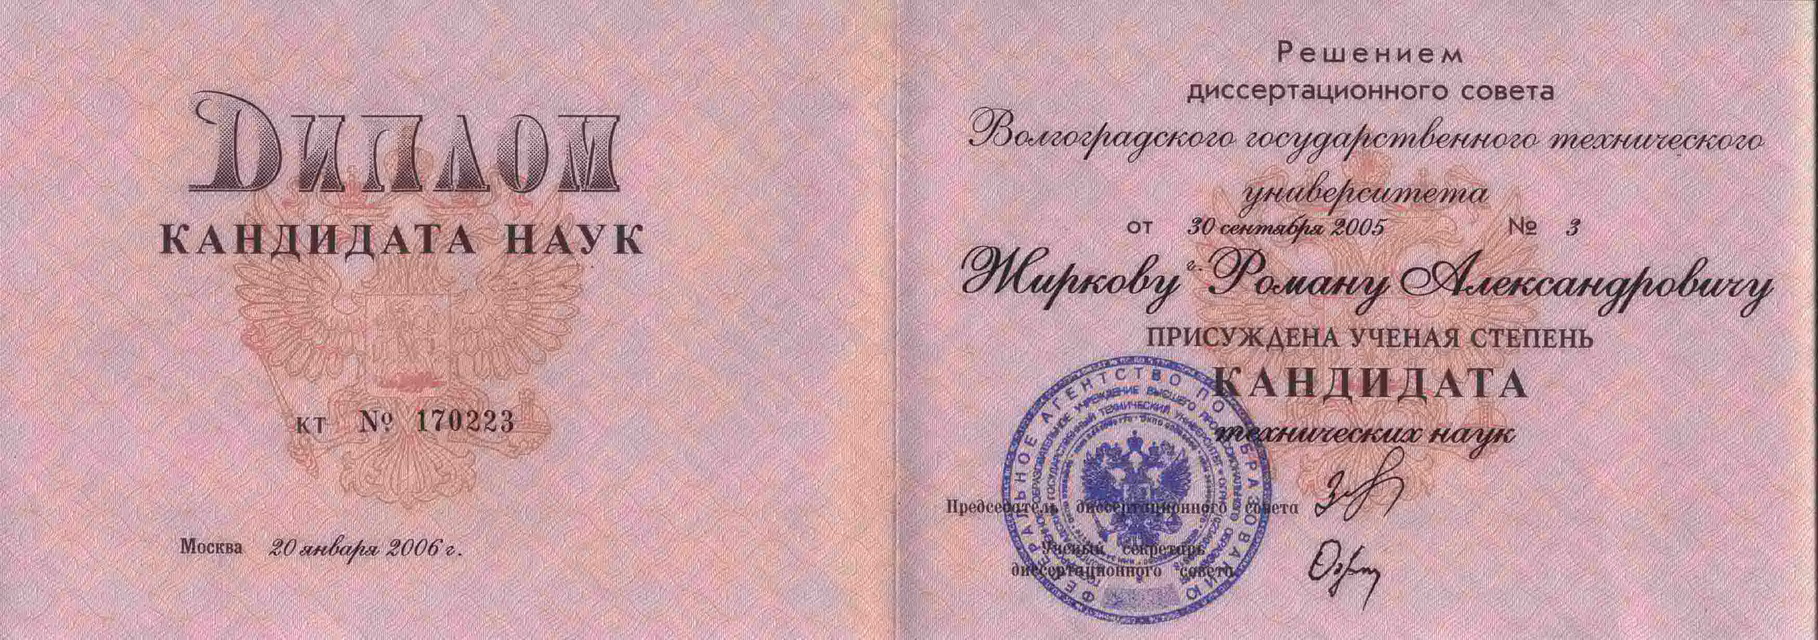 ДИПЛОМ
КАНДИДАТА НАУК
КТ № 170223
Москва 20 января 2006 г.
Решением
диссертационного совета
Волгоградского государственного технического
университета
от 30 сентября 2005 г. № 3
Жиркову Роману Александровичу
ПРИСУЖДЕНА УЧЕНАЯ СТЕПЕНЬ
КАНДИДАТА
технических наук
Председатель диссертационного совета
Ученый секретарь
диссертационного совета
ФЕДЕРАЛЬНОЕ АГЕНТСТВО ПО ОБРАЗОВАНИЮ